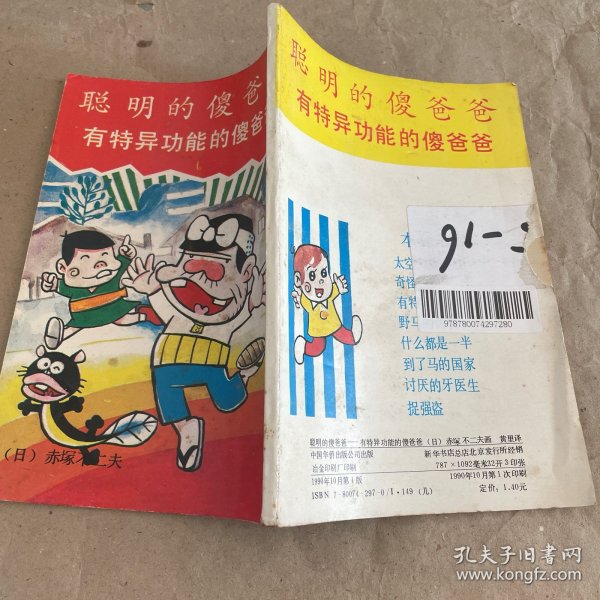 聪明的傻爸
有特异功能的傻爸
(日) 赤塚不二夫
聪明的傻爸爸
有特异功能的傻爸爸
太空
奇怪
有特
野马
什么都是一半
到了马的国家
讨厌的牙医生
捉强盗
91-
9787800742972​80
聪明的傻爸爸——有特异功能的傻爸爸 (日) 赤塚不二夫画 黄里译
中国华侨出版公司出版 新华书店总店北京发行所经销
冶金印刷厂印刷 787×1092毫米32开3印张
1990年10月第1版 1990年10月第1次印刷
ISBN 7-80074-297-0/I·149 (儿) 定价: 1.40元
孔夫子旧书网
www.kongfz.com